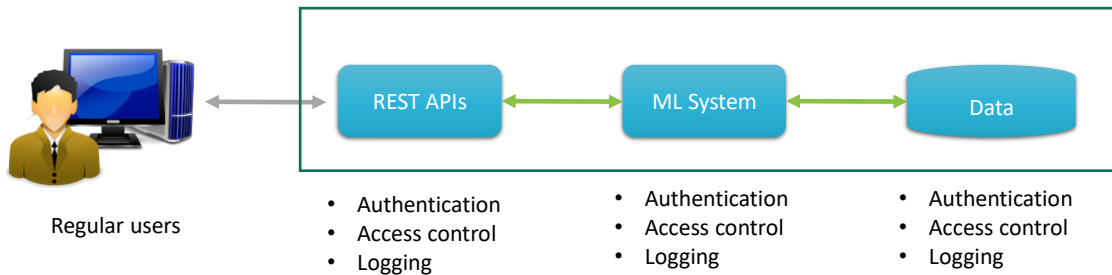 REST APIs
ML System
Data
Regular users
• Authentication
• Access control
• Logging
• Authentication
• Access control
• Logging
• Authentication
• Access control
• Logging